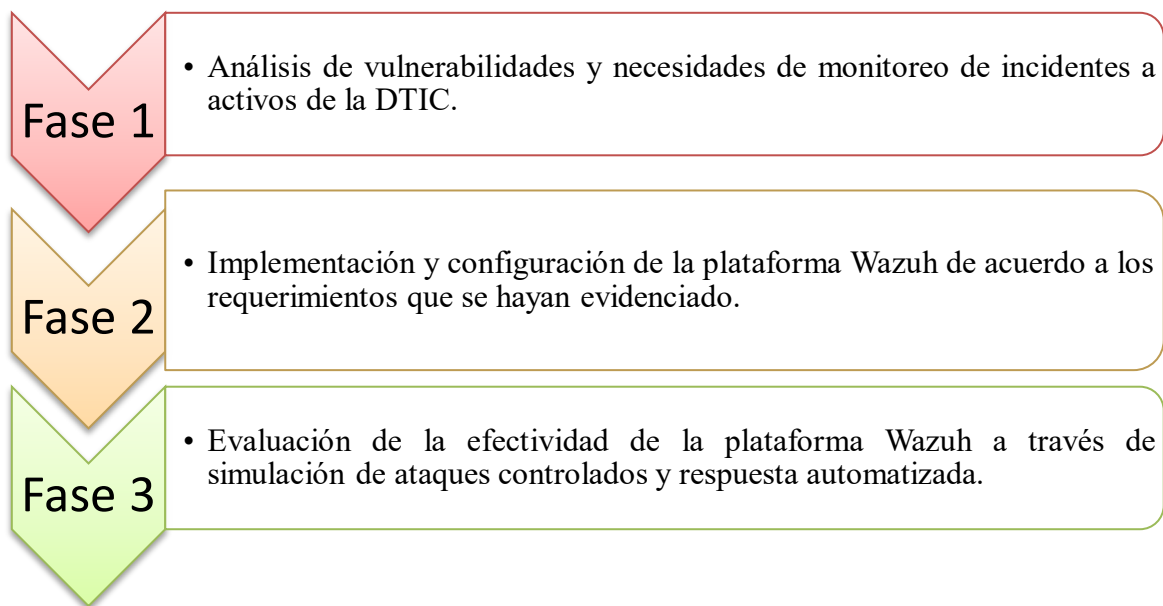 Fase 1
• Análisis de vulnerabilidades y necesidades de monitoreo de incidentes a
activos de la DTIC.
Fase 2
• Implementación y configuración de la plataforma Wazuh de acuerdo a los
requerimientos que se hayan evidenciado.
Fase 3
• Evaluación de la efectividad de la plataforma Wazuh a través de
simulación de ataques controlados y respuesta automatizada.